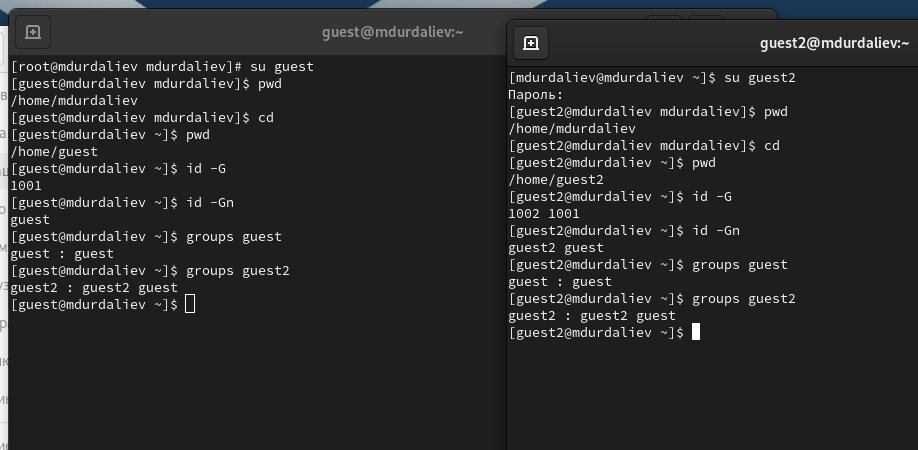 guest@mdurdaliev:~
[root@mdurdaliev mdurdaliev]# su guest
[guest@mdurdaliev mdurdaliev]$ pwd
/home/mdurdaliev
[guest@mdurdaliev mdurdaliev]$ cd
[guest@mdurdaliev ~]$ pwd
/home/guest
[guest@mdurdaliev ~]$ id -G
1001
[guest@mdurdaliev ~]$ id -Gn
guest
[guest@mdurdaliev ~]$ groups guest
guest : guest
[guest@mdurdaliev ~]$ groups guest2
guest2 : guest2 guest
[guest@mdurdaliev ~]$
guest2@mdurdaliev:~
[mdurdaliev@mdurdaliev ~]$ su guest2
Пароль:
[guest2@mdurdaliev mdurdaliev]$ pwd
/home/mdurdaliev
[guest2@mdurdaliev mdurdaliev]$ cd
[guest2@mdurdaliev ~]$ pwd
/home/guest2
[guest2@mdurdaliev ~]$ id -G
1002 1001
[guest2@mdurdaliev ~]$ id -Gn
guest2 guest
[guest2@mdurdaliev ~]$ groups guest
guest : guest
[guest2@mdurdaliev ~]$ groups guest2
guest2 : guest2 guest
[guest2@mdurdaliev ~]$